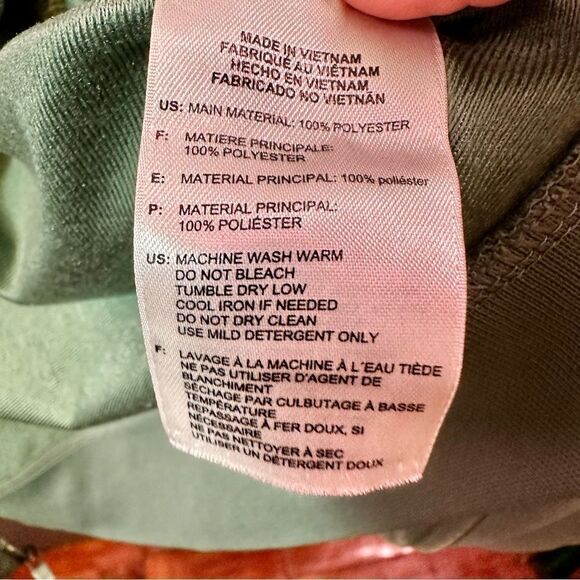 MADE IN VIETNAM
FABRIQUÉ AU VIÊTNAM
HECHO EN VIETNAM
FABRICADO NO VIETNÃN
US: MAIN MATERIAL: 100% POLYESTER
F: MATIERE PRINCIPALE:
100% POLYESTER
E: MATERIAL PRINCIPAL: 100% poliéster
P: MATERIAL PRINCIPAL:
100% POLIÉSTER
US: MACHINE WASH WARM
DO NOT BLEACH
TUMBLE DRY LOW
COOL IRON IF NEEDED
DO NOT DRY CLEAN
USE MILD DETERGENT ONLY
F: LAVAGE À LA MACHINE À L'EAU TIÈDE
NE PAS UTILISER D'AGENT DE
BLANCHIMENT
SÉCHAGE PAR CULBUTAGE À BASSE
TEMPÉRATURE
REPASSAGE À FER DOUX, SI
NÉCESSAIRE
NE PAS NETTOYER À SEC
UTILISER UN DÉTERGENT DOUX